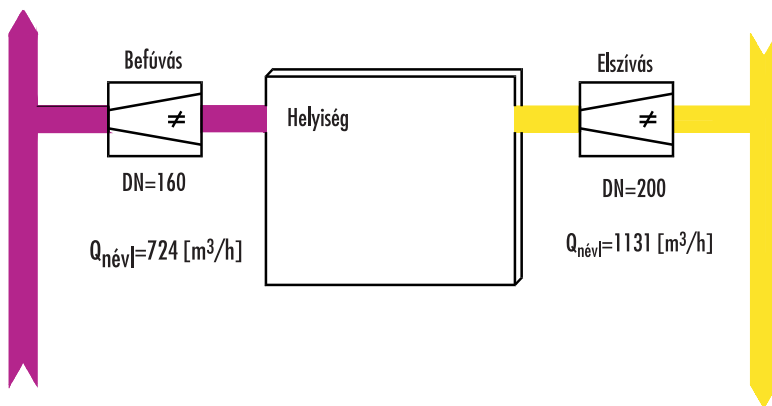 Befúvás
Elszívás
≠
≠
Helyiség
DN=160
DN=200
Qnévl=724 [m³/h]
Qnévl=1131 [m³/h]